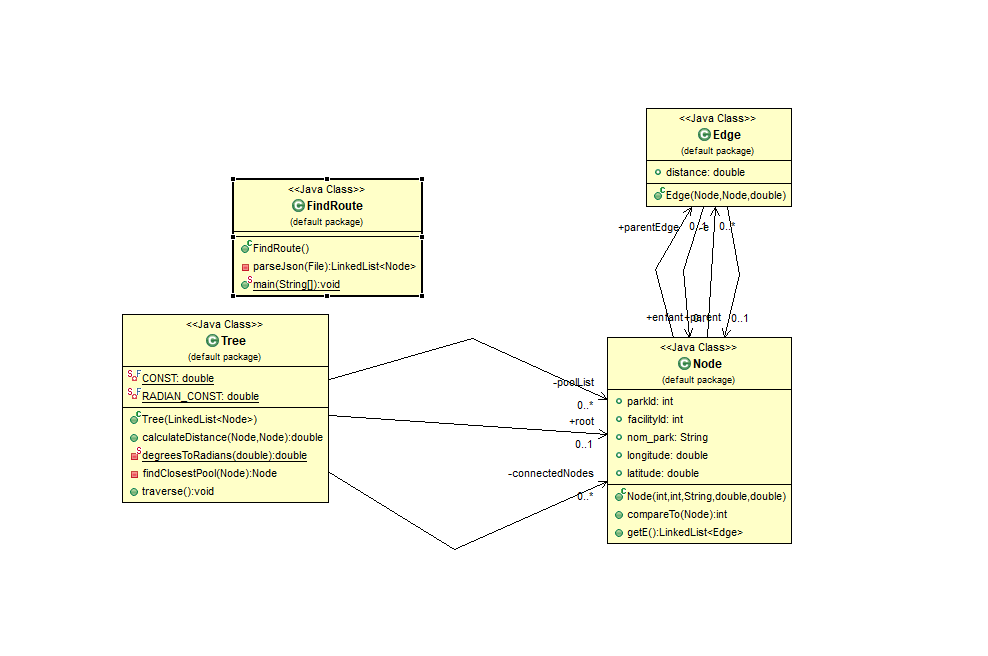 <<Java Class>>
Edge
(default package)
distance: double
Edge(Node,Node,double)
<<Java Class>>
FindRoute
(default package)
FindRoute()
parseJson(File):LinkedList<Node>
main(String[]):void
+parentEdge
0..1
-e
0..*
+enfant
+parent
0..1
<<Java Class>>
Tree
(default package)
CONST: double
RADIAN_CONST: double
Tree(LinkedList<Node>)
calculateDistance(Node,Node):double
degreesToRadians(double):double
findClosestPool(Node):Node
traverse():void
-poolList
0..*
+root
0..1
-connectedNodes
0..*
<<Java Class>>
Node
(default package)
parkId: int
facilityId: int
nom_park: String
longitude: double
latitude: double
Node(int,int,String,double,double)
compareTo(Node):int
getE():LinkedList<Edge>